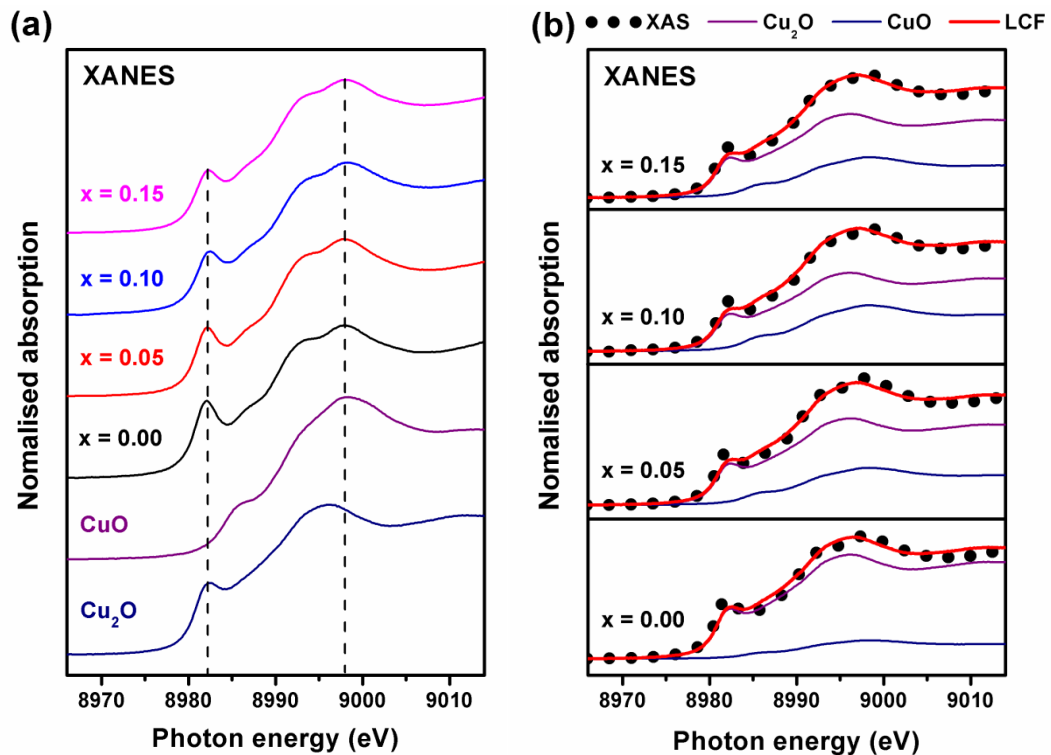 (a)
XANES
x = 0.15
x = 0.10
x = 0.05
x = 0.00
CuO
Cu₂O
Nomalised absorption
8970 8980 8990 9000 9010
Photon energy (eV)
(b)
XAS Cu₂O CuO LCF
XANES
x = 0.15
x = 0.10
x = 0.05
x = 0.00
Normalised absorption
8970 8980 8990 9000 9010
Photon energy (eV)